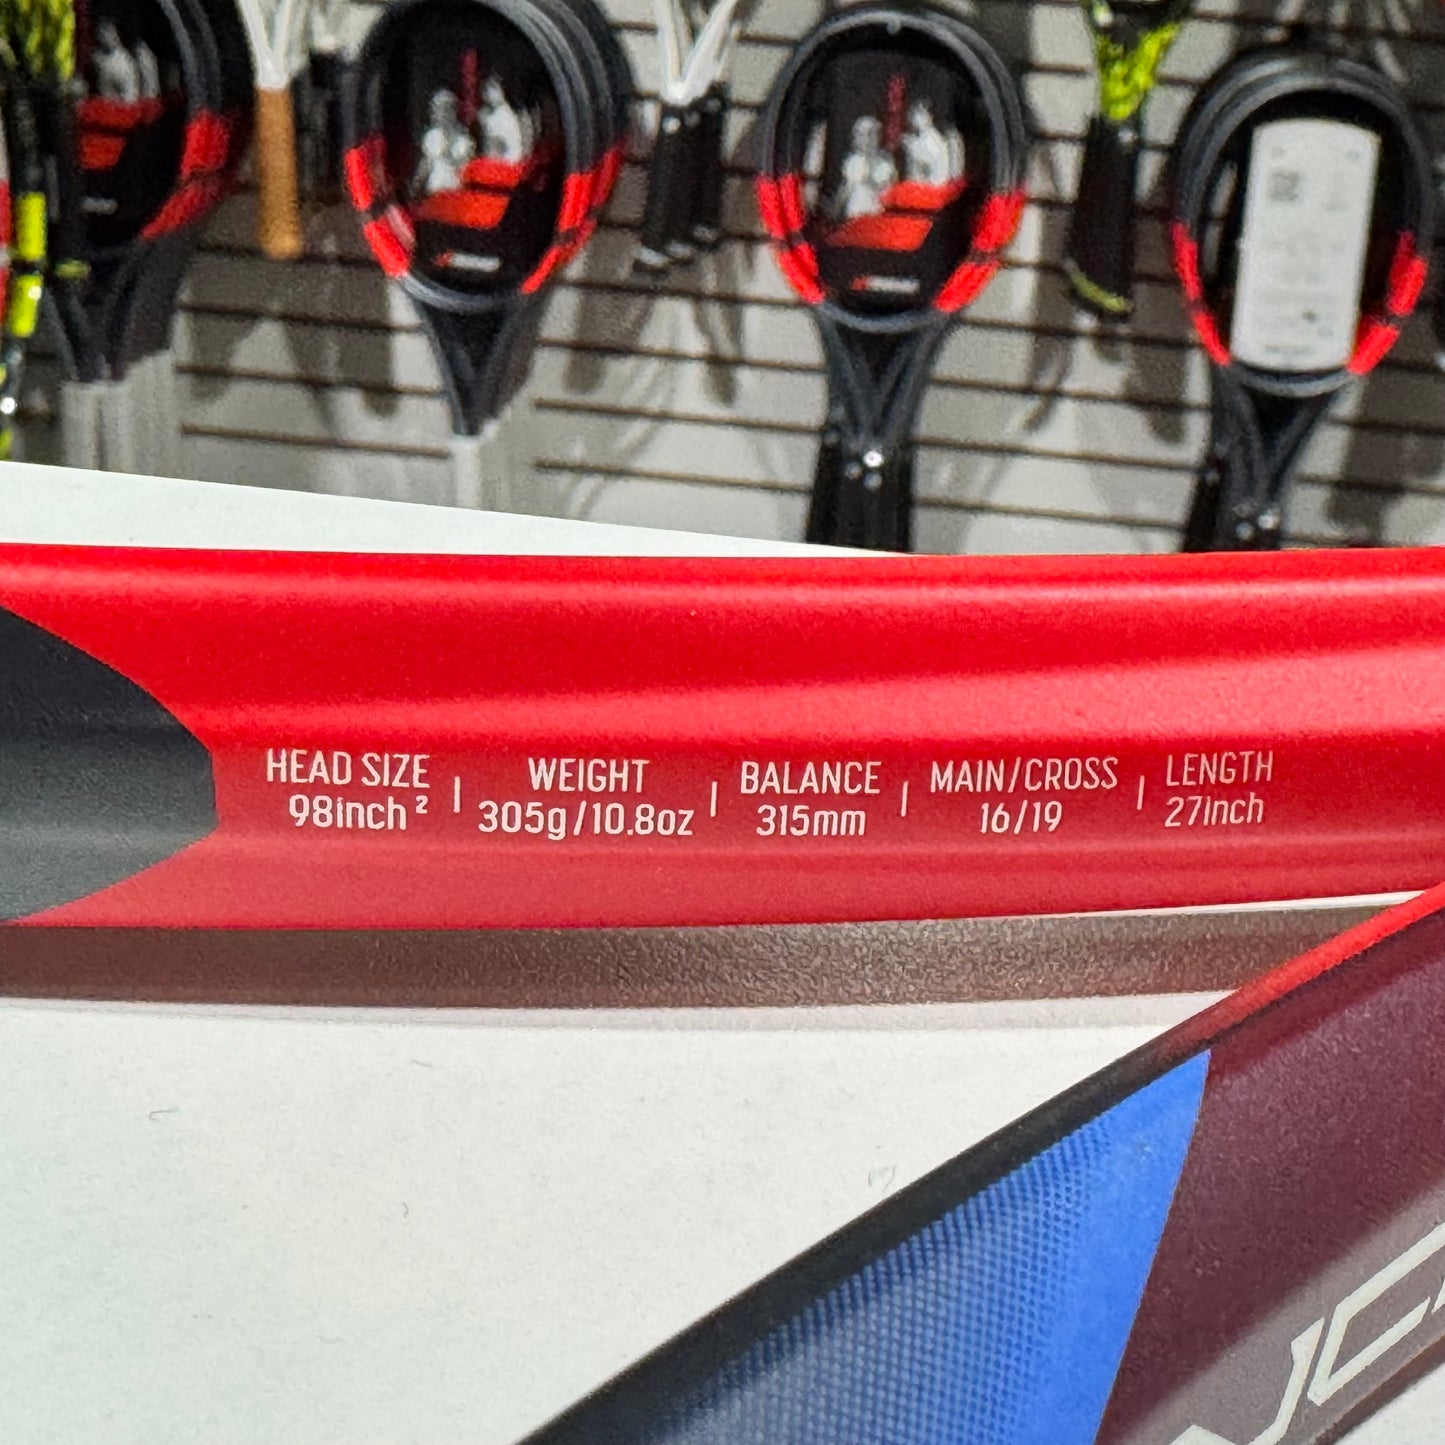 HEAD SIZE | WEIGHT | BALANCE | MAIN/CROSS | LENGTH
98inch² | 305g/10.8oz | 315mm | 16/19 | 27inch